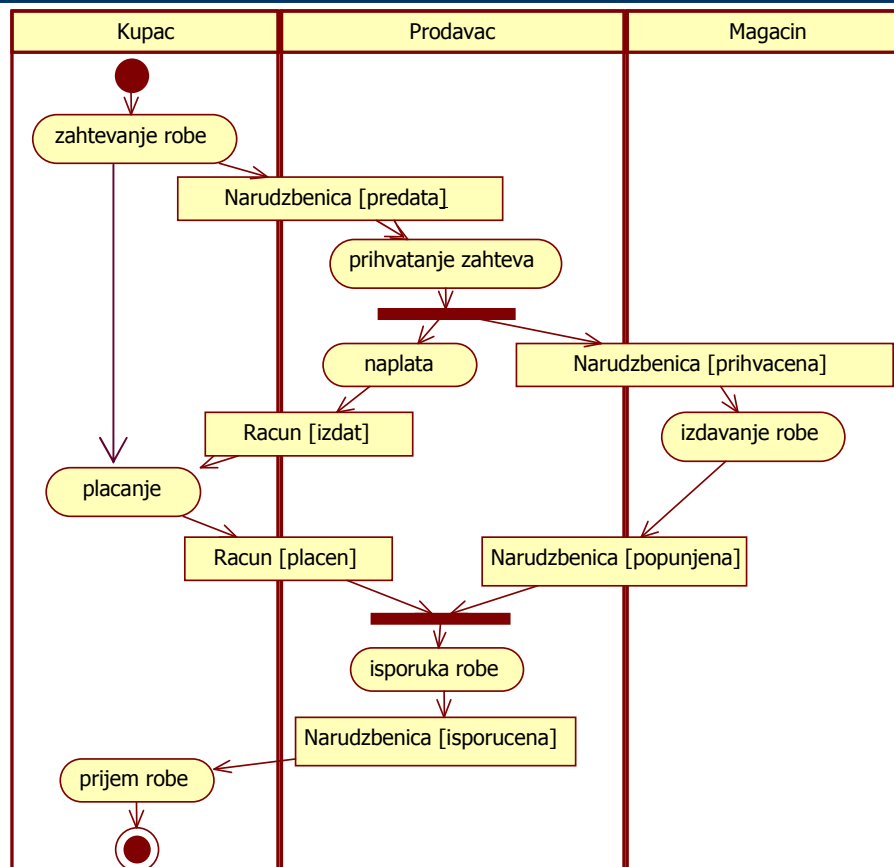 Kupac
Prodavac
Magacin
zahtevanje robe
Narudzbenica [predata]
prihvatanje zahteva
naplata
Narudzbenica [prihvacena]
Racun [izdat]
izdavanje robe
placanje
Racun [placen]
Narudzbenica [popunjena]
isporuka robe
Narudzbenica [isporucena]
prijem robe